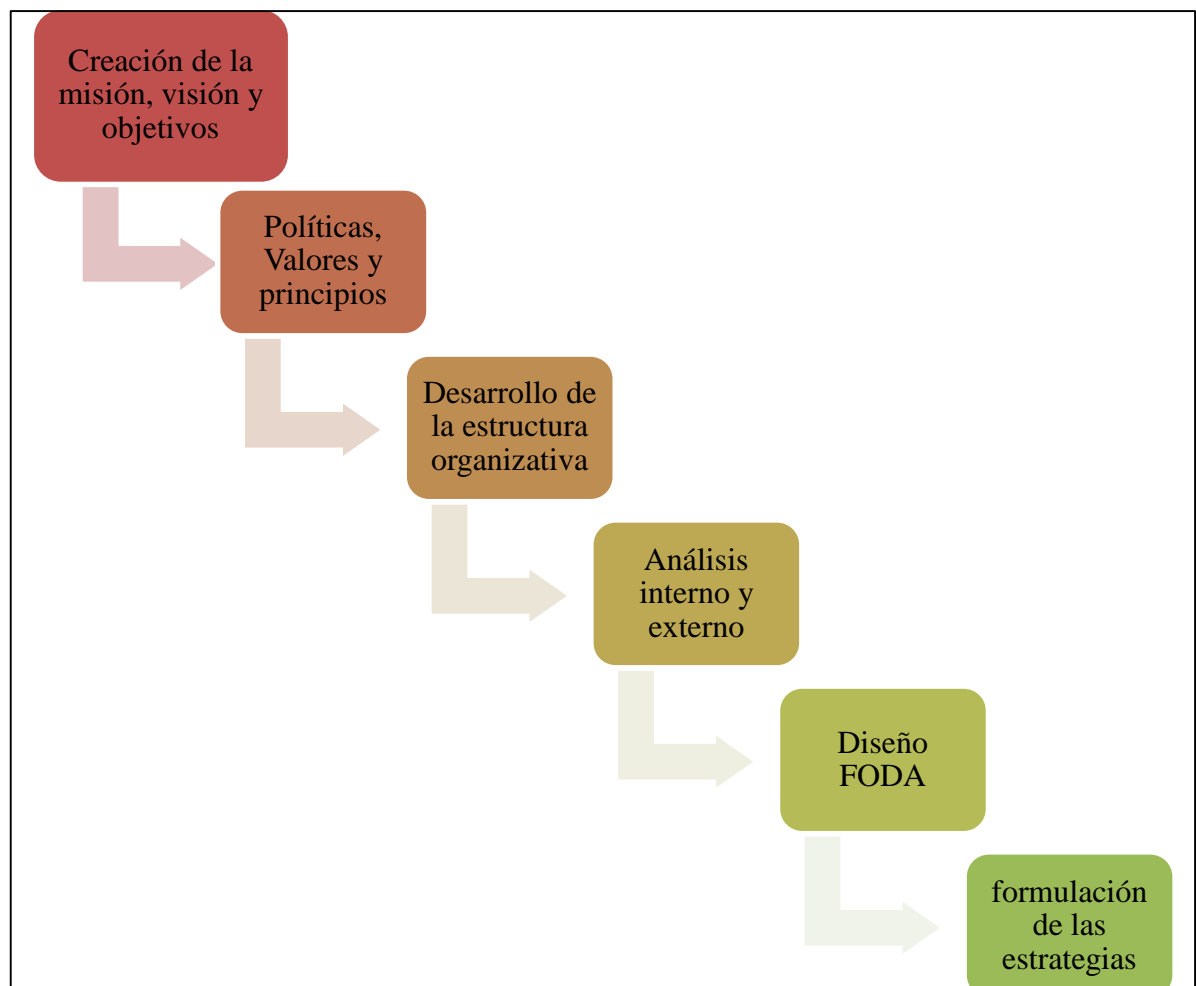 Creación de la
misión, visión y
objetivos
Políticas,
Valores y
principios
Desarrollo de
la estructura
organizativa
Análisis
interno y
externo
Diseño
FODA
formulación
de las
estrategias